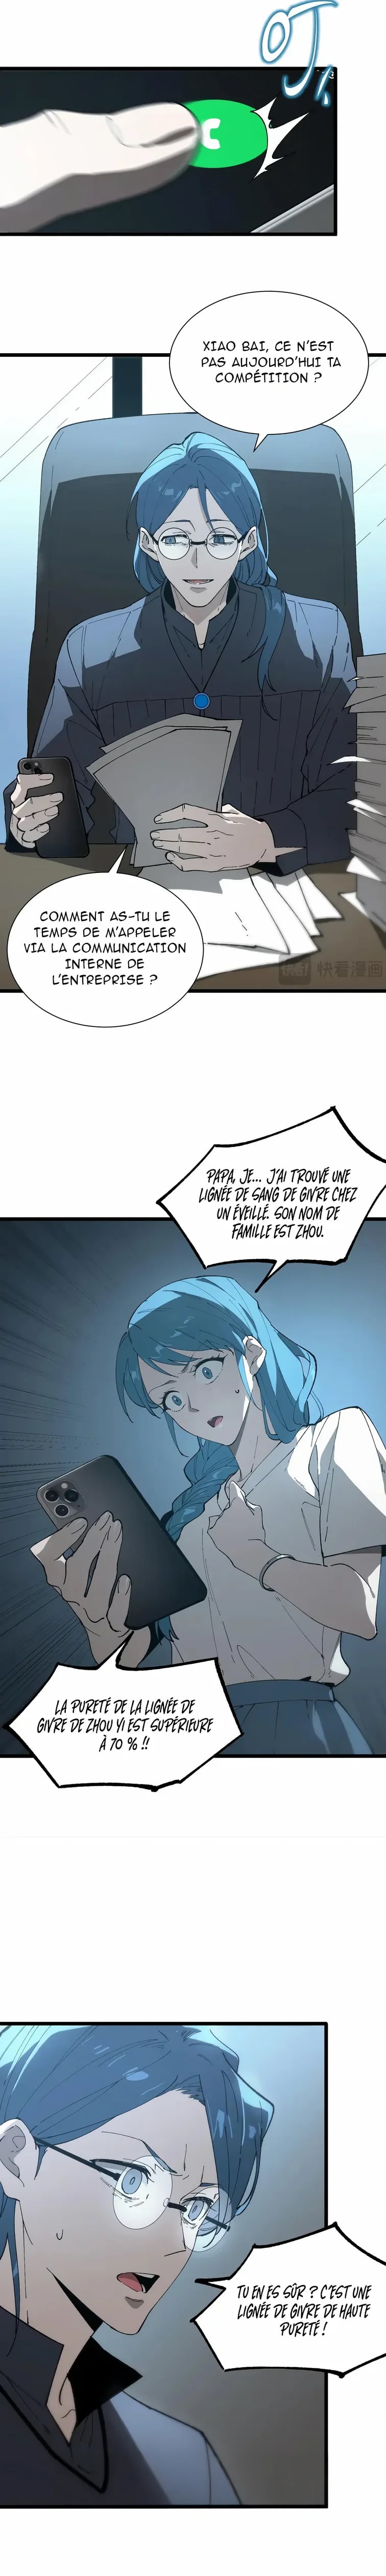 叮
XIAO BAI, CE N'EST
PAS AUJOURD'HUI TA
COMPÉTITION ?
COMMENT AS-TU LE
TEMPS DE M'APPELER
VIA LA COMMUNICATION
INTERNE DE
L'ENTREPRISE ?
快看漫画
PAPA, JE... J'AI TROUVÉ UNE
LIGNÉE DE SANG DE GIVRE CHEZ
UN ÉVEILLÉ. SON NOM DE
FAMILLE EST ZHOU.
LA PURETÉ DE LA LIGNÉE DE
GIVRE DE ZHOU YI EST SUPÉRIEURE
À 70 % !!
TU EN ES SÛR ? C'EST UNE
LIGNÉE DE GIVRE DE HAUTE
PURETÉ !